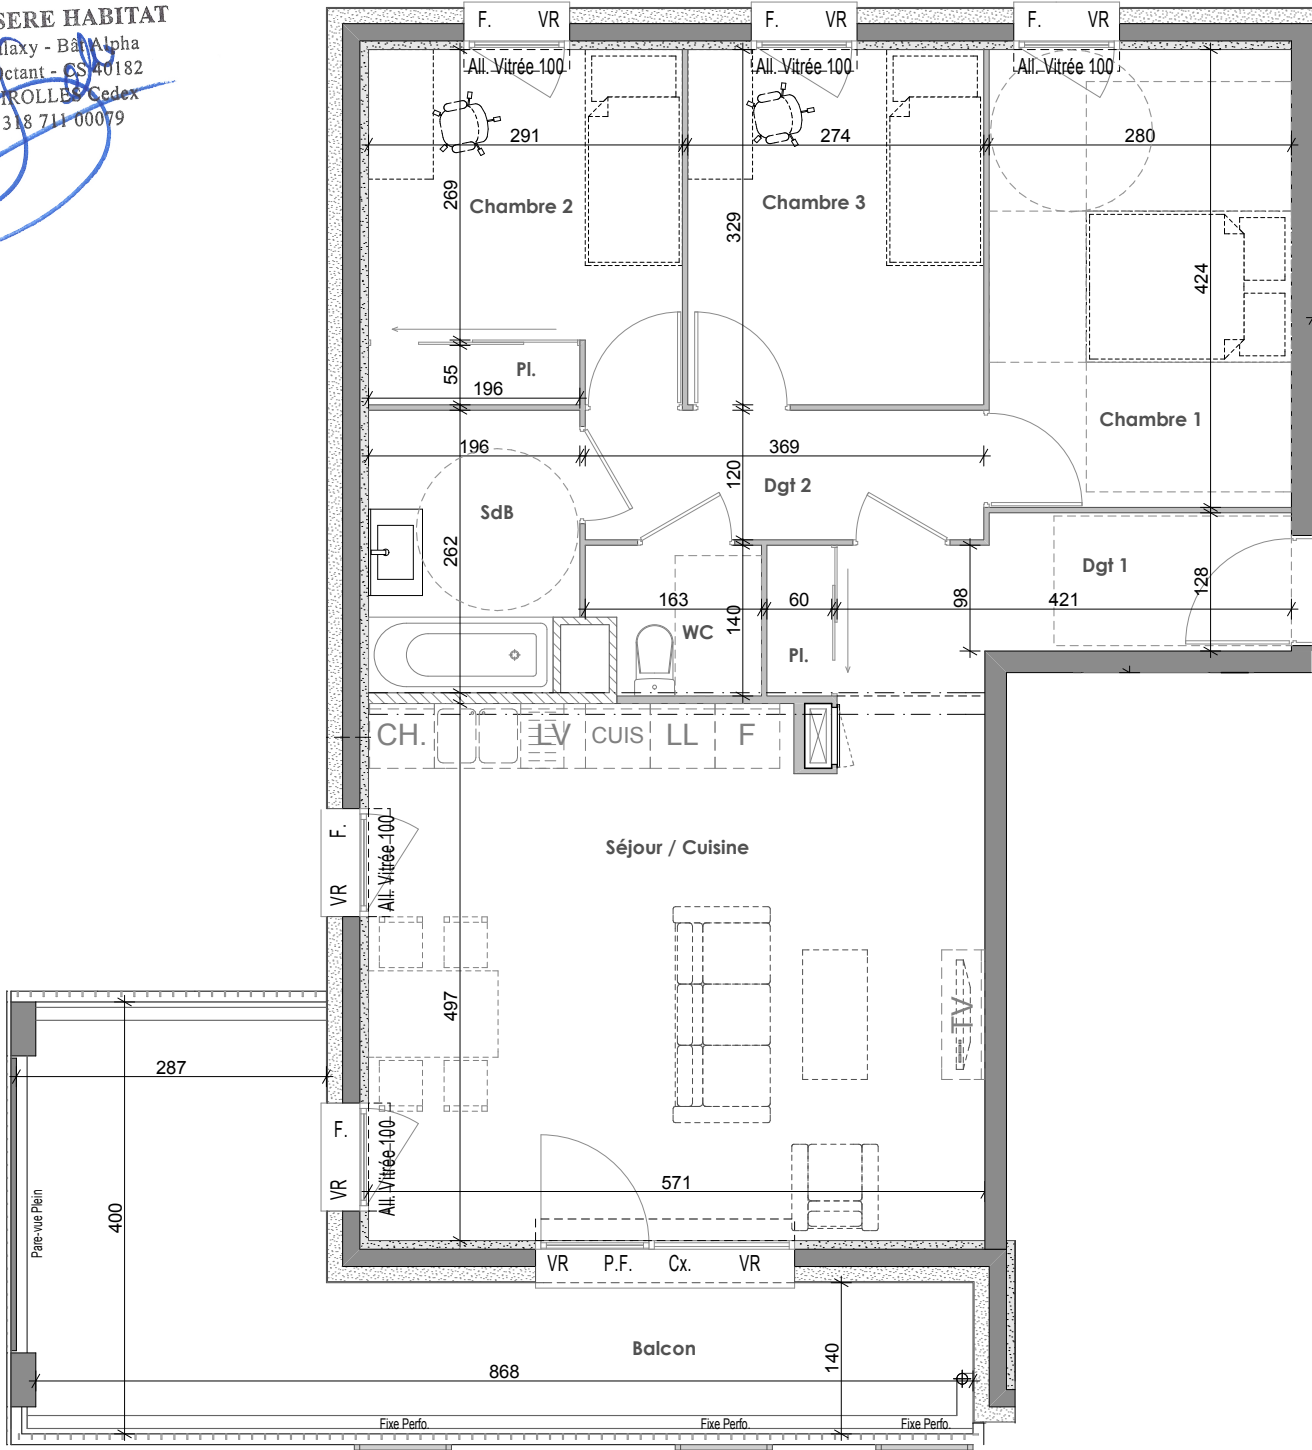 SERE HABITAT
laxy - Bât Alpha
Octant - CS 40182
IROLLES Cedex
318 711 00079
F. VR
F. VR
F. VR
All. Vitrée 100
All. Vitrée 100
All. Vitrée 100
291
274
280
269
Chambre 2
329
Chambre 3
424
55
Pl.
196
Chambre 1
196
369
120
Dgt 2
SdB
262
Dgt 1
128
163
60
98
421
140
WC
Pl.
CH.
LV
CUIS
LL
F
F.
VR
All. Vitrée 100
Séjour / Cuisine
497
TV
287
F.
VR
All. Vitrée 100
571
400
Pare-vue Plein
VR P.F. Cx. VR
Balcon
140
868
Fixe Perfo.
Fixe Perfo.
Fixe Perfo.